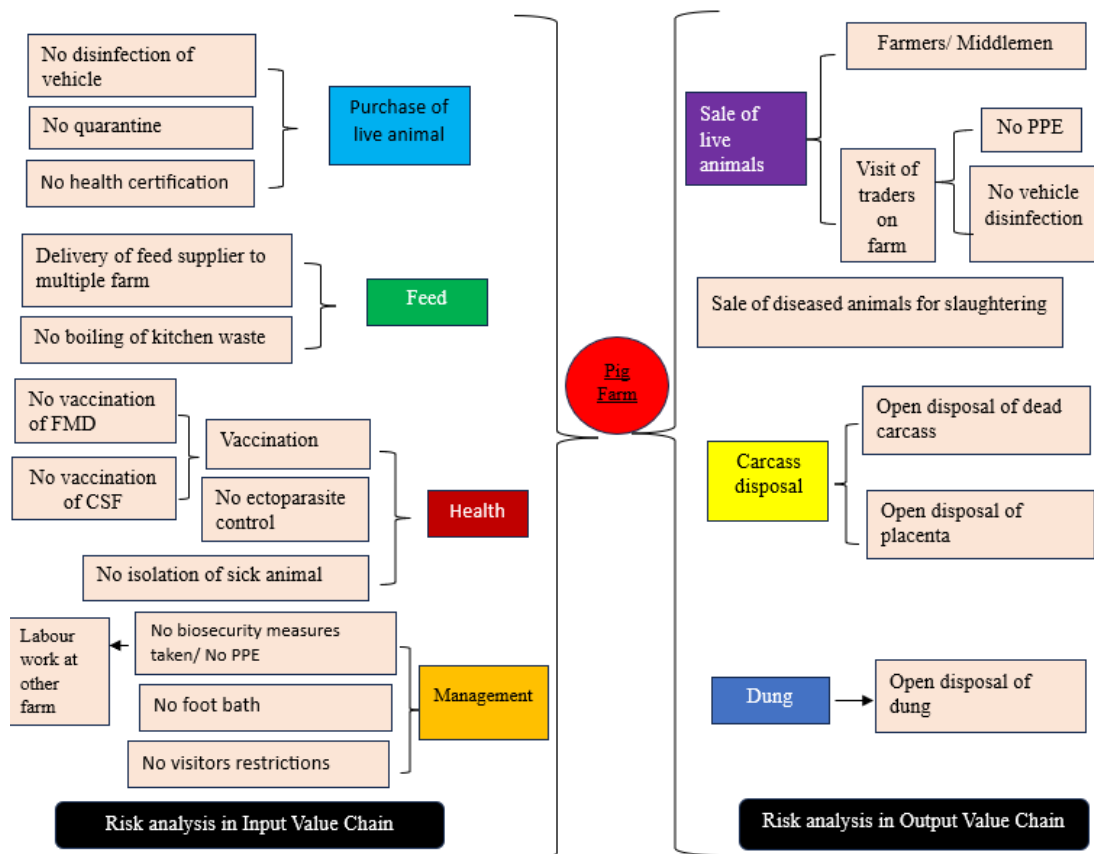 No disinfection of
vehicle
No quarantine
No health certification
Purchase of
live animal
Delivery of feed supplier to
multiple farm
No boiling of kitchen waste
Feed
No vaccination
of FMD
No vaccination
of CSF
Vaccination
No ectoparasite
control
No isolation of sick animal
Health
Labour
work at
other
farm
No biosecurity measures
taken/ No PPE
No foot bath
No visitors restrictions
Management
Risk analysis in Input Value Chain
Pig
Farm
Sale of
live
animals
Farmers/ Middlemen
Visit of
traders
on
farm
No PPE
No vehicle
disinfection
Sale of diseased animals for slaughtering
Carcass
disposal
Open disposal of dead
carcass
Open disposal of
placenta
Dung
Open disposal of
dung
Risk analysis in Output Value Chain